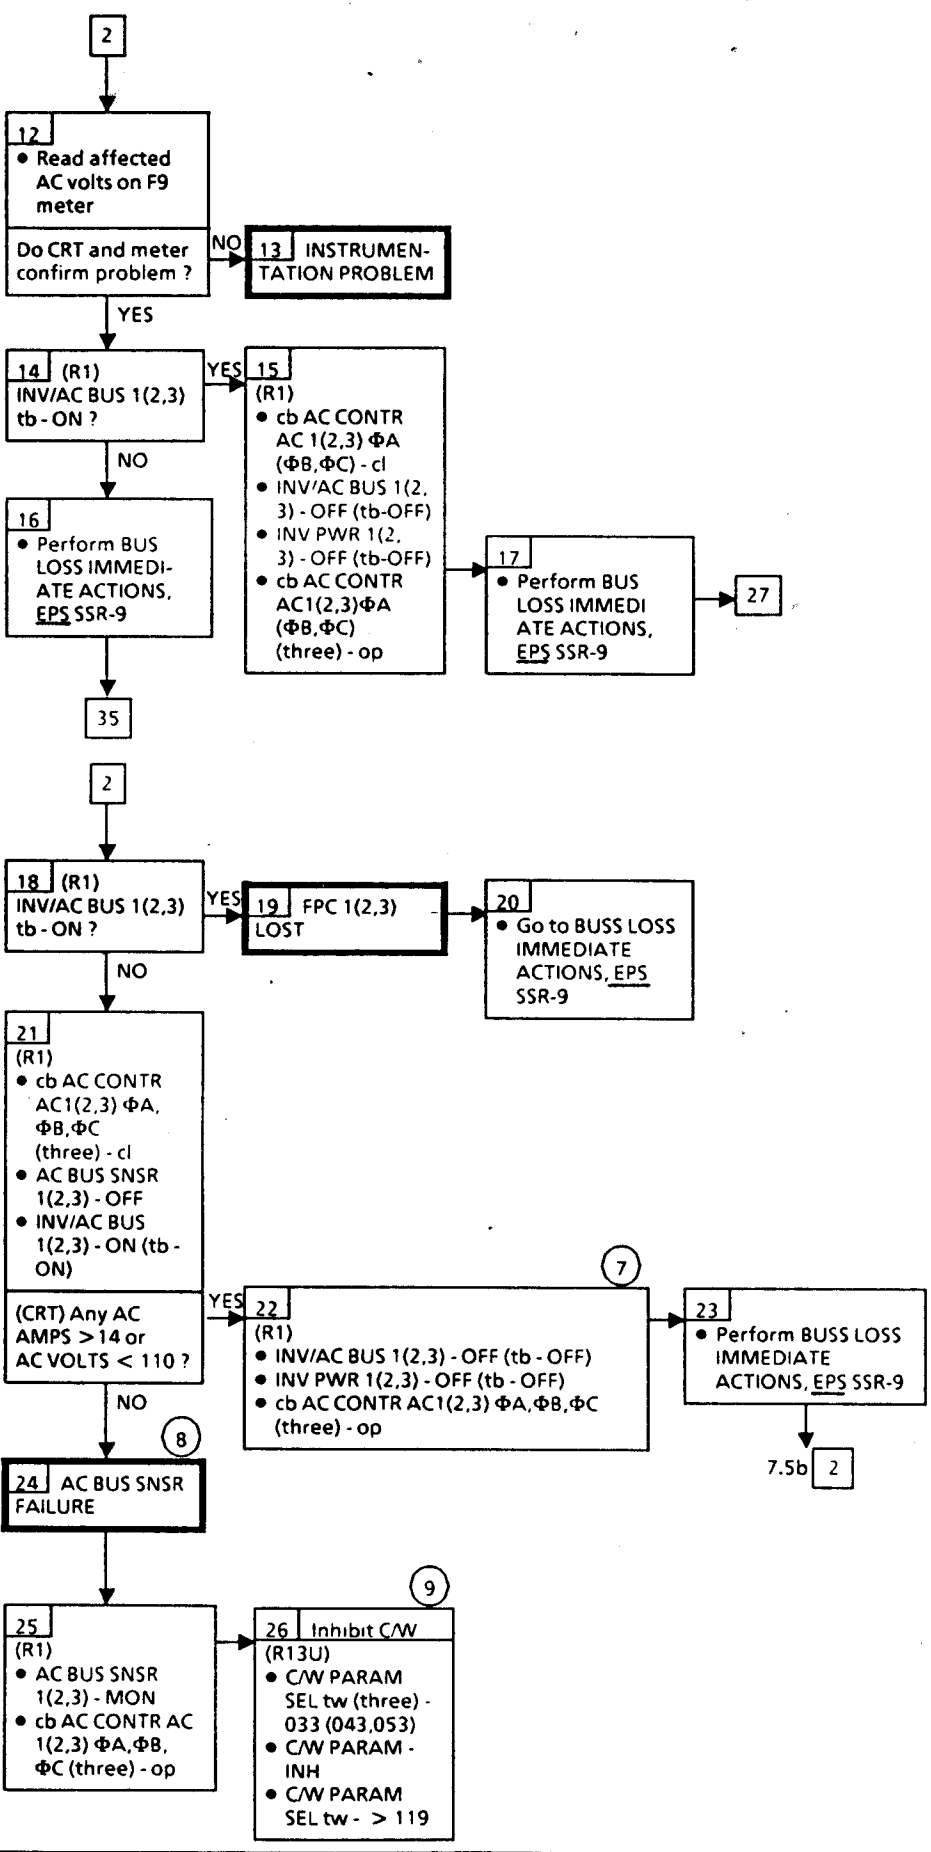 2
12
• Read affected
AC volts on F9
meter
Do CRT and meter
confirm problem ?
NO
13 INSTRUMEN-
TATION PROBLEM
YES
14 (R1)
INV/AC BUS 1(2,3)
tb - ON ?
YES
15
(R1)
• cb AC CONTR
AC 1(2,3) ΦA
(ΦB,ΦC) - cl
• INV/AC BUS 1(2,
3) - OFF (tb-OFF)
• INV PWR 1(2,
3) - OFF (tb-OFF)
• cb AC CONTR
AC1(2,3)ΦA
(ΦB,ΦC)
(three) - op
NO
16
• Perform BUS
LOSS IMMEDI-
ATE ACTIONS,
EPS SSR-9
17
• Perform BUS
LOSS IMMEDI
ATE ACTIONS,
EPS SSR-9
27
35
2
18 (R1)
INV/AC BUS 1(2,3)
tb - ON ?
YES
19 FPC 1(2,3)
LOST
20
• Go to BUSS LOSS
IMMEDIATE
ACTIONS, EPS
SSR-9
NO
21
(R1)
• cb AC CONTR
AC1(2,3) ΦA,
ΦB,ΦC
(three) - cl
• AC BUS SNSR
1(2,3) - OFF
• INV/AC BUS
1(2,3) - ON (tb -
ON)
(CRT) Any AC
AMPS > 14 or
AC VOLTS < 110 ?
YES
7
22
(R1)
• INV/AC BUS 1(2,3) - OFF (tb - OFF)
• INV PWR 1(2,3) - OFF (tb - OFF)
• cb AC CONTR AC1(2,3) ΦA,ΦB,ΦC
(three) - op
23
• Perform BUSS LOSS
IMMEDIATE
ACTIONS, EPS SSR-9
7.5b 2
NO
8
24 AC BUS SNSR
FAILURE
25
(R1)
• AC BUS SNSR
1(2,3) - MON
• cb AC CONTR AC
1(2,3) ΦA,ΦB,
ΦC (three) - op
9
26 Inhibit C/W
(R13U)
• C/W PARAM
SEL tw (three) -
033 (043,053)
• C/W PARAM -
INH
• C/W PARAM
SEL tw - > 119